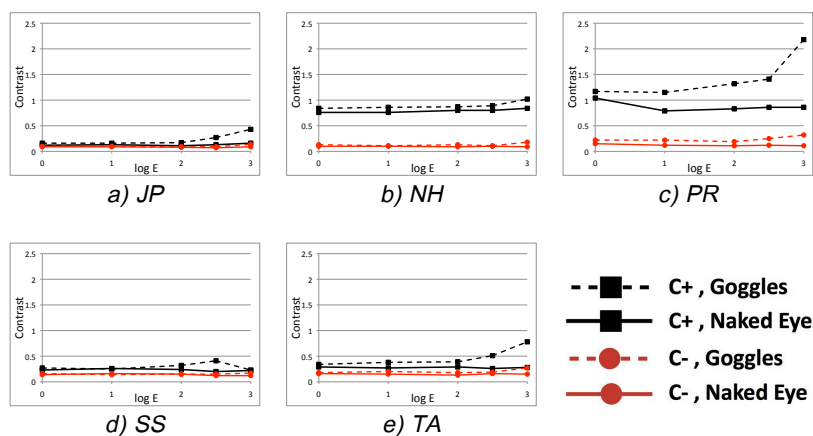 2.5
2
1.5
1
0.5
0
Contrast
0 1 2 3
log E
a) JP
2.5
2
1.5
1
0.5
0
Contrast
0 1 2 3
log E
b) NH
2.5
2
1.5
1
0.5
0
Contrast
0 1 2 3
log E
c) PR
2.5
2
1.5
1
0.5
0
Contrast
0 1 2 3
log E
d) SS
2.5
2
1.5
1
0.5
0
Contrast
0 1 2 3
log E
e) TA
C+ , Goggles
C+ , Naked Eye
C- , Goggles
C- , Naked Eye